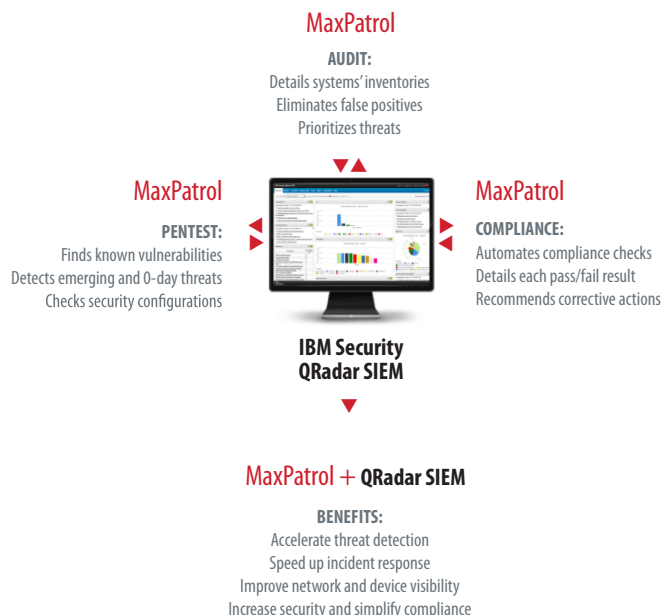 MaxPatrol
AUDIT:
Details systems’ inventories
Eliminates false positives
Prioritizes threats
MaxPatrol
PENTEST:
Finds known vulnerabilities
Detects emerging and 0-day threats
Checks security configurations
MaxPatrol
COMPLIANCE:
Automates compliance checks
Details each pass/fail result
Recommends corrective actions
IBM Security
QRadar SIEM
MaxPatrol + QRadar SIEM
BENEFITS:
Accelerate threat detection
Speed up incident response
Improve network and device visibility
Increase security and simplify compliance